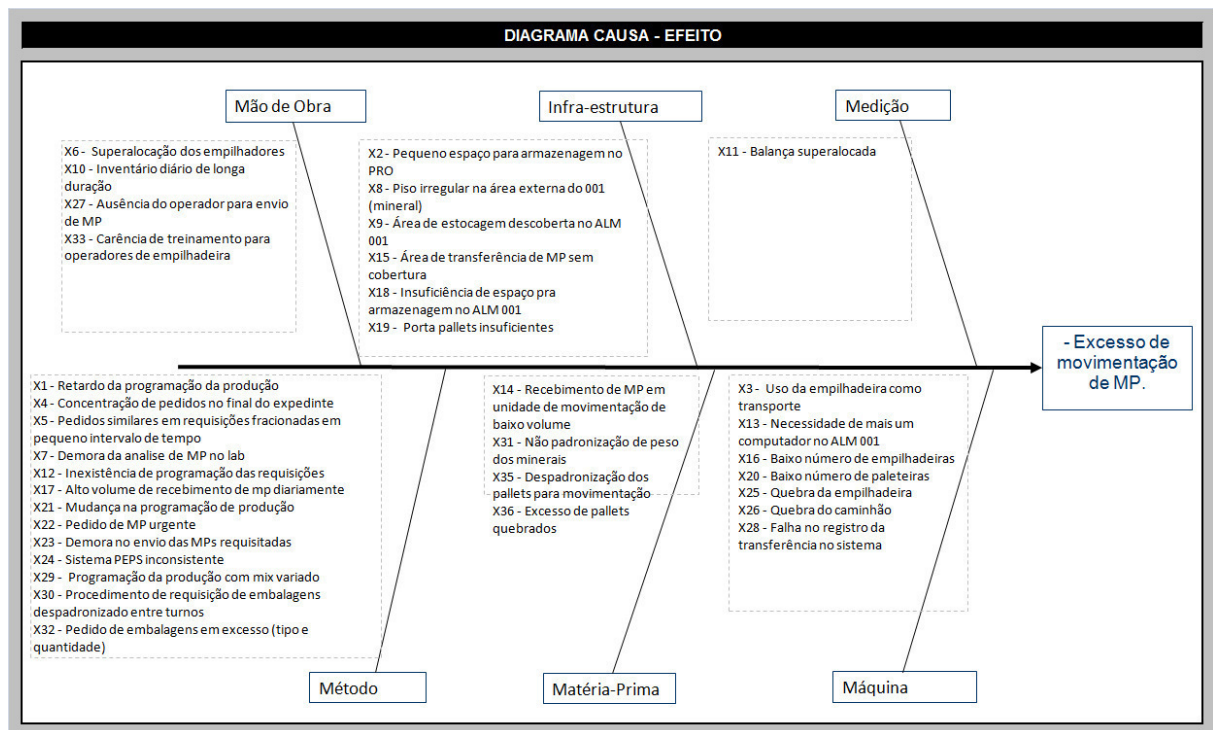 DIAGRAMA CAUSA - EFEITO
Mão de Obra
Infra-estrutura
Medição
X6 - Superalocação dos empilhadores
X10 - Inventário diário de longa
duração
X27 - Ausência do operador para envio
de MP
X33 - Carência de treinamento para
operadores de empilhadeira
X2 - Pequeno espaço para armazenagem no
PRO
X8 - Piso irregular na área externa do 001
(mineral)
X9 - Área de estocagem descoberta no ALM
001
X15 - Área de transferência de MP sem
cobertura
X18 - Insuficiência de espaço pra
armazenagem no ALM 001
X19 - Porta pallets insuficientes
X11 - Balança superalocada
- Excesso de
movimentação
de MP.
X1 - Retardo da programação da produção
X4 - Concentração de pedidos no final do expedinte
X5 - Pedidos similares em requisições fracionadas em
pequeno intervalo de tempo
X7 - Demora da analise de MP no lab
X12 - Inexistência de programação das requisições
X17 - Alto volume de recebimento de mp diariamente
X21 - Mudança na programação de produção
X22 - Pedido de MP urgente
X23 - Demora no envio das MPs requisitadas
X24 - Sistema PEPS inconsistente
X29 - Programação da produção com mix variado
X30 - Procedimento de requisição de embalagens
despadronizado entre turnos
X32 - Pedido de embalagens em excesso (tipo e
quantidade)
X14 - Recebimento de MP em
unidade de movimentação de
baixo volume
X31 - Não padronização de peso
dos minerais
X35 - Despadronização dos
pallets para movimentação
X36 - Excesso de pallets
quebrados
X3 - Uso da empilhadeira como
transporte
X13 - Necessidade de mais um
computador no ALM 001
X16 - Baixo número de empilhadeiras
X20 - Baixo número de paleteiras
X25 - Quebra da empilhadeira
X26 - Quebra do caminhão
X28 - Falha no registro da
transferência no sistema
Método
Matéria-Prima
Máquina